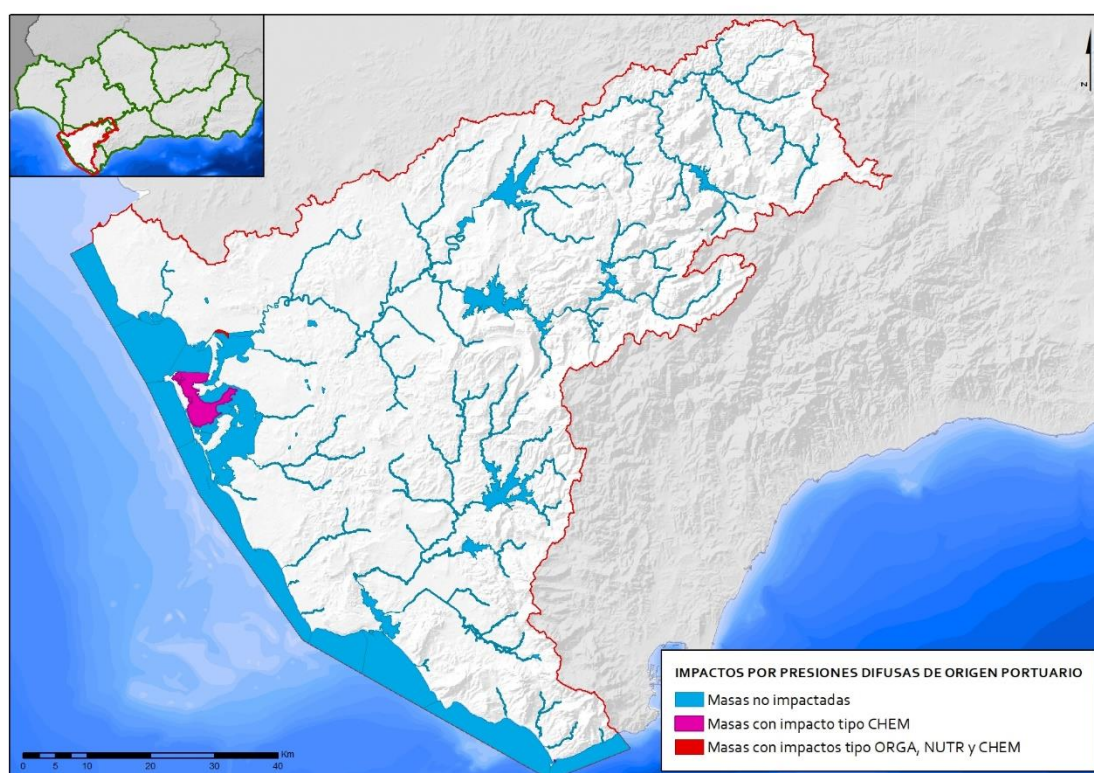 N
IMPACTOS POR PRESIONES DIFUSAS DE ORIGEN PORTUARIO
Masas no impactadas
Masas con impacto tipo CHEM
Masas con impactos tipo ORGA, NUTR y CHEM
Km
0 5 10 20 30 40